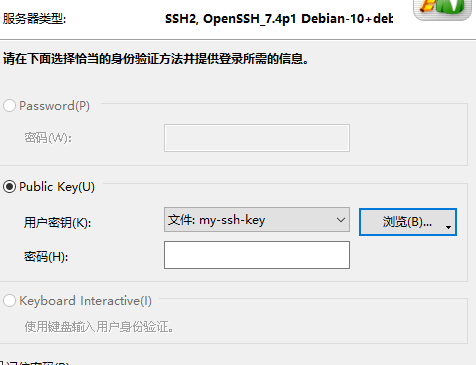 服务器类型: SSH2, OpenSSH_7.4p1 Debian-10+deb
请在下面选择恰当的身份验证方法并提供登录所需的信息。
Password(P)
密码(W):
Public Key(U)
用户密钥(K): 文件: my-ssh-key 浏览(B)...
密码(H):
Keyboard Interactive(I)
使用键盘输入用户身份验证。